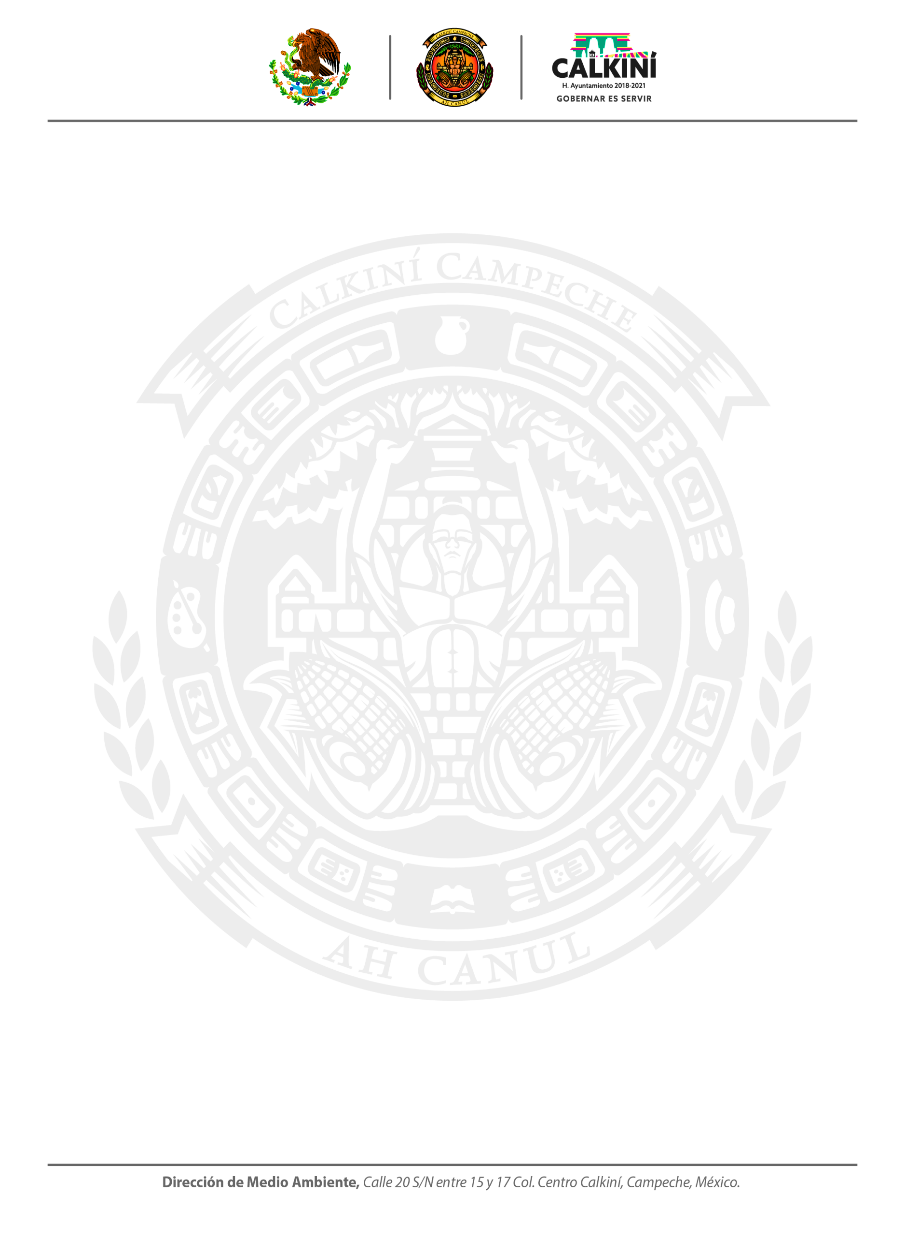 CALKINÍ
H. Ayuntamiento 2018-2021
GOBERNAR ES SERVIR
CALKINÍ CAMPECHE
AH CANUL
Dirección de Medio Ambiente, Calle 20 S/N entre 15 y 17 Col. Centro Calkiní, Campeche, México.